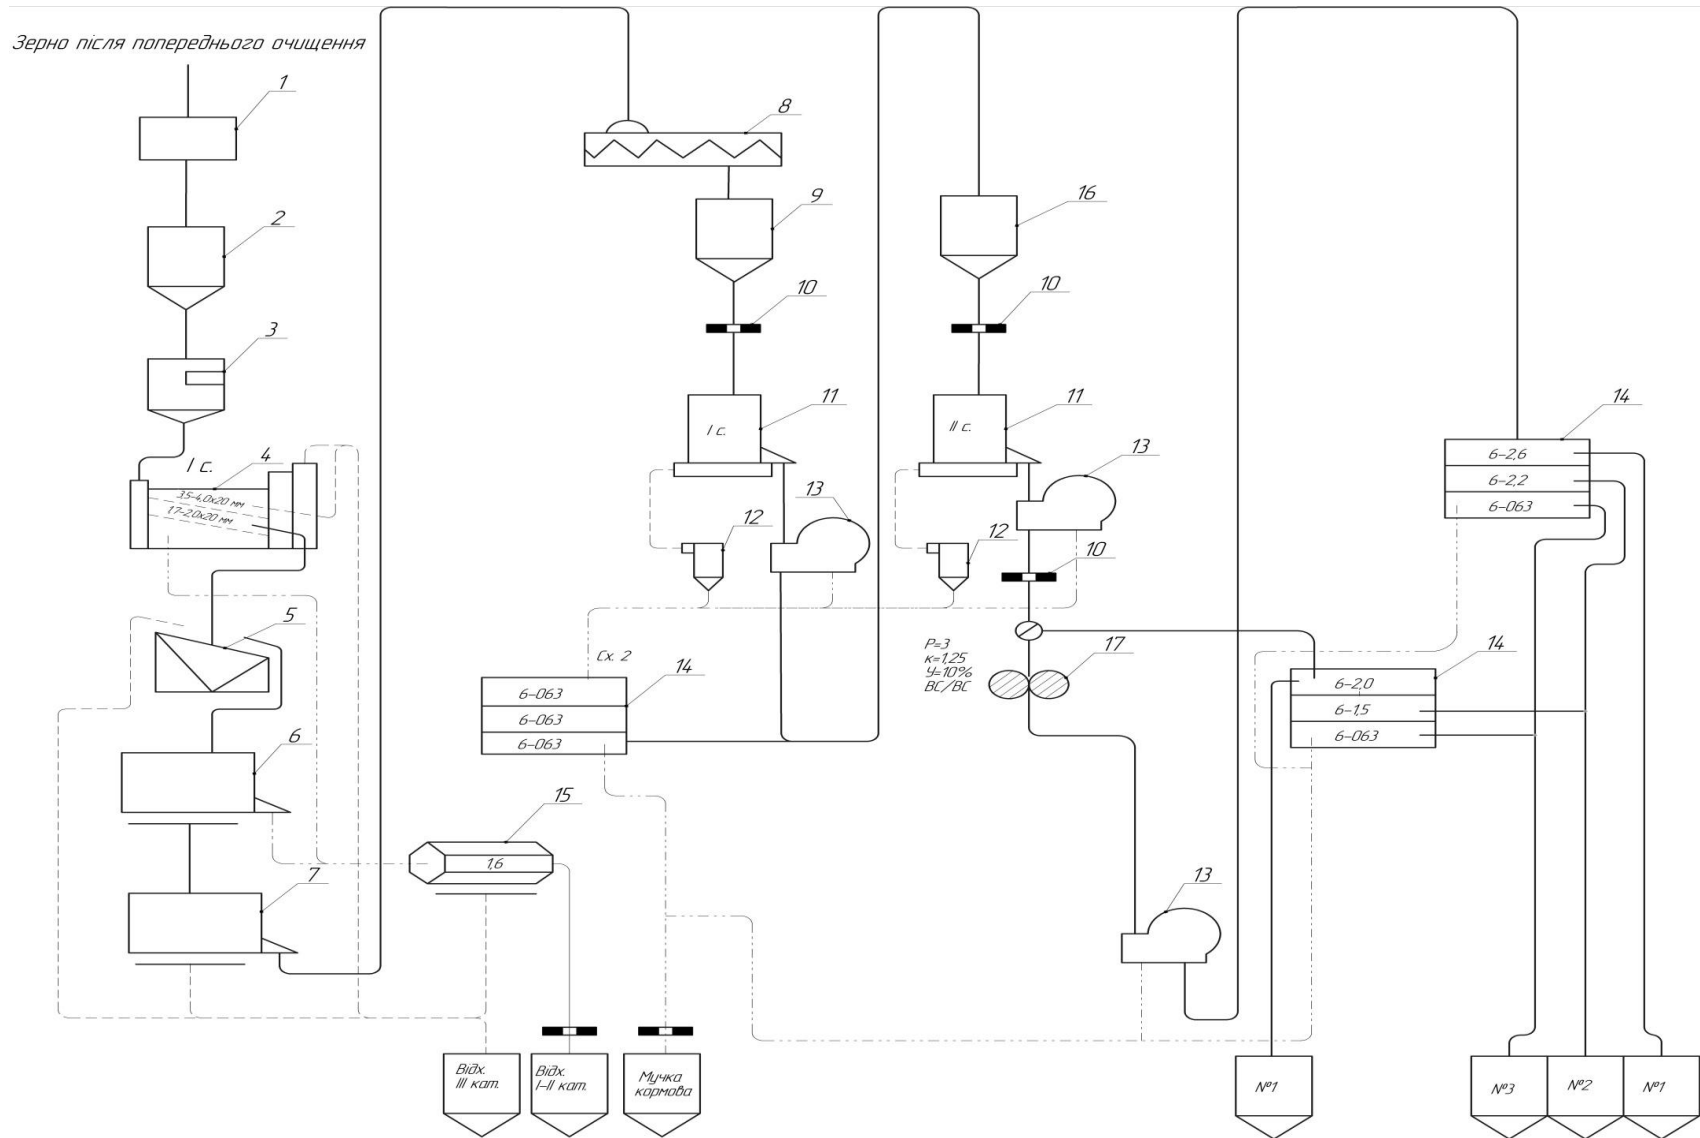 Зерно після попереднього очищення
1
2
3
І с.
4
3,5-4,0х20 мм
1,7-2,0х20 мм
5
6
7
8
9
10
11
І с.
12
13
Сх. 2
14
6-063
6-063
6-063
15
1,6
16
10
11
ІІ с.
12
13
10
Р=3
к=1,25
У=10%
ВС/ВС
17
13
14
6-2,6
6-2,2
6-063
14
6-2,0
6-1,5
6-063
Відх.
ІІІ кат.
Відх.
І-ІІ кат.
Мучка
кормова
№1
№3
№2
№1